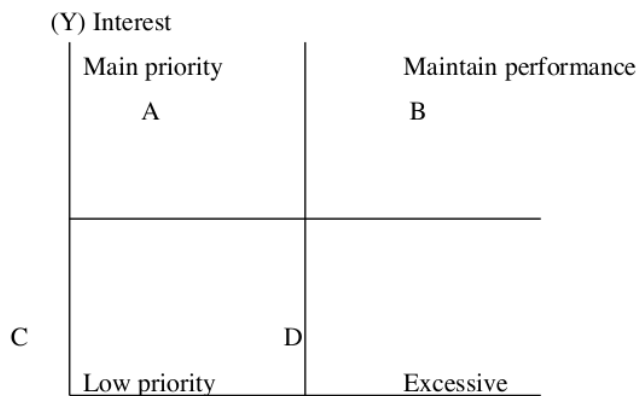 (Y) Interest
Main priority
Maintain performance
A
B
C
D
Low priority
Excessive